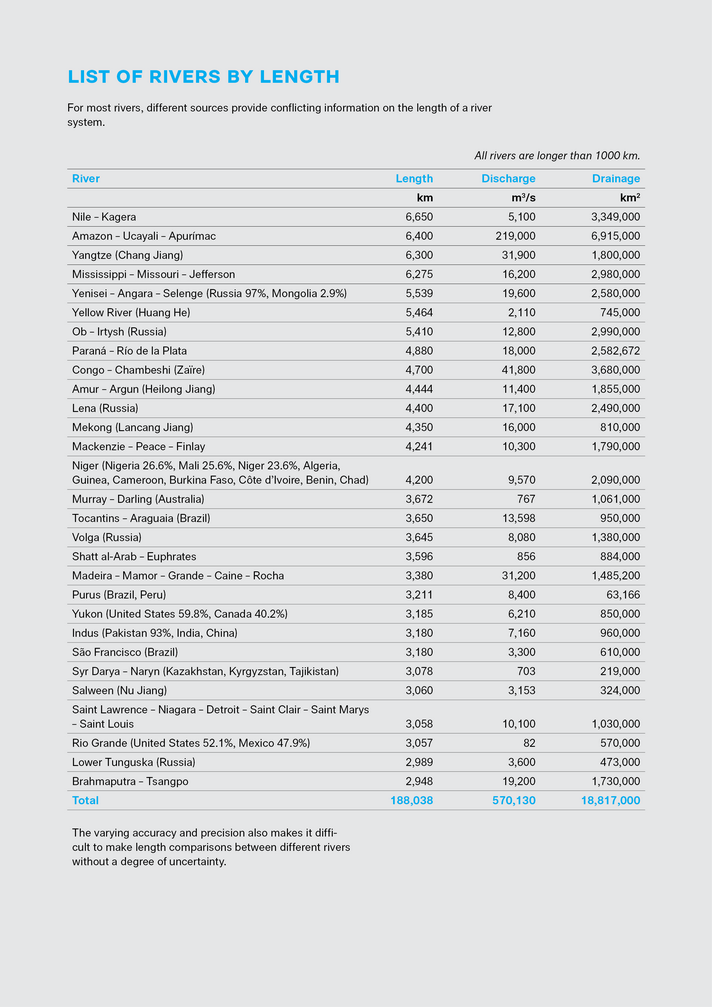 LIST OF RIVERS BY LENGTH
For most rivers, different sources provide conflicting information on the length of a river
system.
All rivers are longer than 1000 km.
River Length Discharge Drainage
km m³/s km²
Nile – Kagera 6,650 5,100 3,349,000
Amazon – Ucayali – Apurímac 6,400 219,000 6,915,000
Yangtze (Chang Jiang) 6,300 31,900 1,800,000
Mississippi – Missouri – Jefferson 6,275 16,200 2,980,000
Yenisei – Angara – Selenge (Russia 97%, Mongolia 2.9%) 5,539 19,600 2,580,000
Yellow River (Huang He) 5,464 2,110 745,000
Ob – Irtysh (Russia) 5,410 12,800 2,990,000
Paraná – Río de la Plata 4,880 18,000 2,582,672
Congo – Chambeshi (Zaïre) 4,700 41,800 3,680,000
Amur – Argun (Heilong Jiang) 4,444 11,400 1,855,000
Lena (Russia) 4,400 17,100 2,490,000
Mekong (Lancang Jiang) 4,350 16,000 810,000
Mackenzie – Peace – Finlay 4,241 10,300 1,790,000
Niger (Nigeria 26.6%, Mali 25.6%, Niger 23.6%, Algeria,
Guinea, Cameroon, Burkina Faso, Côte d’Ivoire, Benin, Chad) 4,200 9,570 2,090,000
Murray – Darling (Australia) 3,672 767 1,061,000
Tocantins – Araguaia (Brazil) 3,650 13,598 950,000
Volga (Russia) 3,645 8,080 1,380,000
Shatt al-Arab – Euphrates 3,596 856 884,000
Madeira – Mamor – Grande – Caine – Rocha 3,380 31,200 1,485,200
Purus (Brazil, Peru) 3,211 8,400 63,166
Yukon (United States 59.8%, Canada 40.2%) 3,185 6,210 850,000
Indus (Pakistan 93%, India, China) 3,180 7,160 960,000
São Francisco (Brazil) 3,180 3,300 610,000
Syr Darya – Naryn (Kazakhstan, Kyrgyzstan, Tajikistan) 3,078 703 219,000
Salween (Nu Jiang) 3,060 3,153 324,000
Saint Lawrence – Niagara – Detroit – Saint Clair – Saint Marys
– Saint Louis 3,058 10,100 1,030,000
Rio Grande (United States 52.1%, Mexico 47.9%) 3,057 82 570,000
Lower Tunguska (Russia) 2,989 3,600 473,000
Brahmaputra – Tsangpo 2,948 19,200 1,730,000
Total 188,038 570,130 18,817,000
The varying accuracy and precision also makes it diffi-
cult to make length comparisons between different rivers
without a degree of uncertainty.